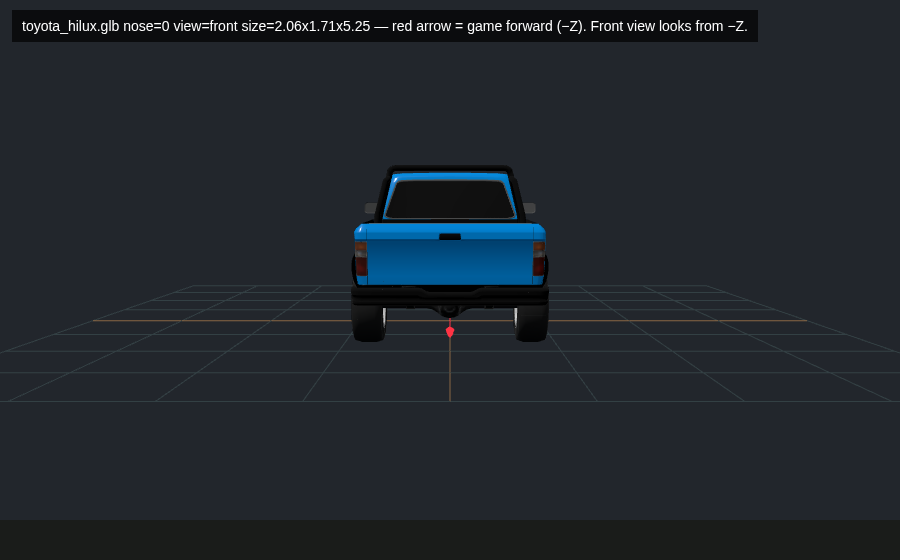 toyota_hilux.glb nose=0 view=front size=2.06x1.71x5.25 — red arrow = game forward (−Z). Front view looks from −Z.